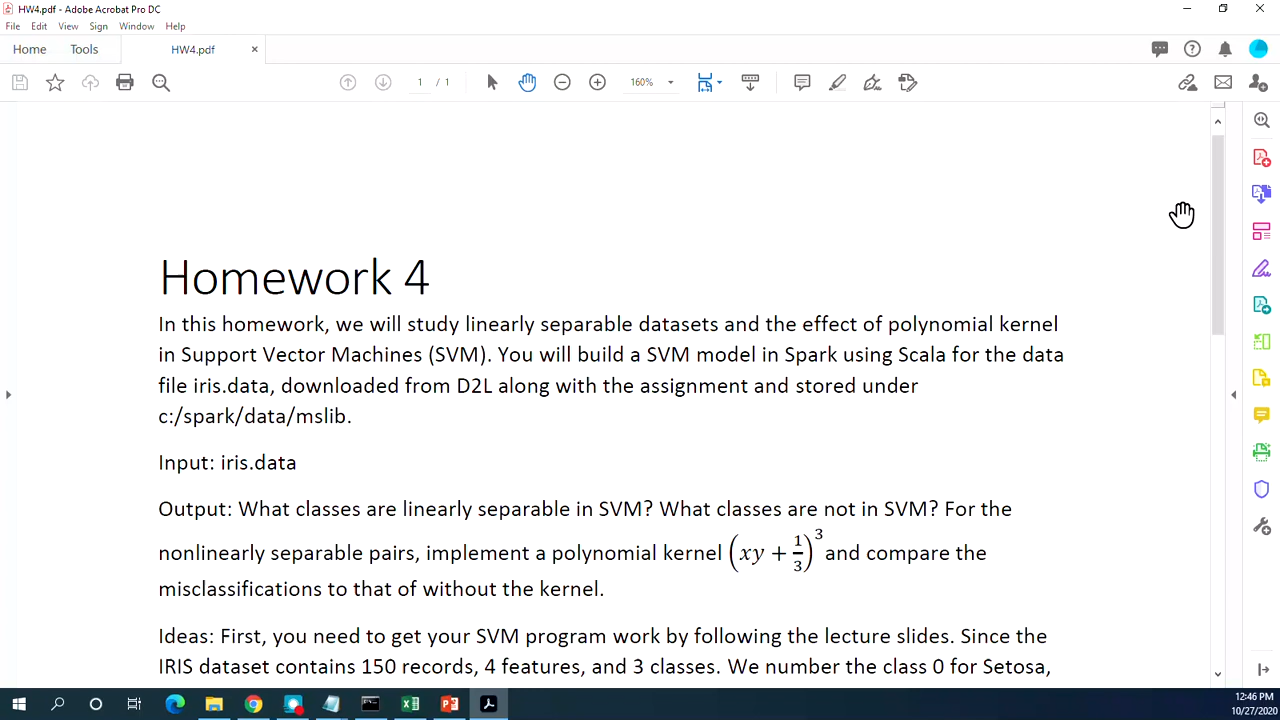 HW4.pdf - Adobe Acrobat Pro DC
File Edit View Sign Window Help
Home Tools HW4.pdf ×
1 / 1 160%
Homework 4
In this homework, we will study linearly separable datasets and the effect of polynomial kernel
in Support Vector Machines (SVM). You will build a SVM model in Spark using Scala for the data
file iris.data, downloaded from D2L along with the assignment and stored under
c:/spark/data/mslib.
Input: iris.data
Output: What classes are linearly separable in SVM? What classes are not in SVM? For the
nonlinearly separable pairs, implement a polynomial kernel (xy + 1/3)^3 and compare the
misclassifications to that of without the kernel.
Ideas: First, you need to get your SVM program work by following the lecture slides. Since the
IRIS dataset contains 150 records, 4 features, and 3 classes. We number the class 0 for Setosa,
12:46 PM
10/27/2020